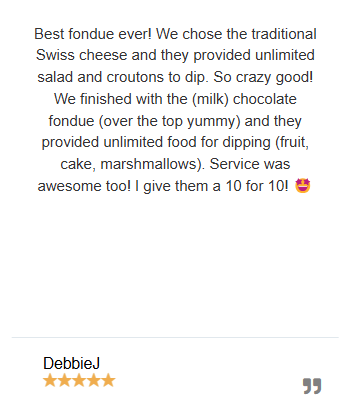 Best fondue ever! We chose the traditional
Swiss cheese and they provided unlimited
salad and croutons to dip. So crazy good!
We finished with the (milk) chocolate
fondue (over the top yummy) and they
provided unlimited food for dipping (fruit,
cake, marshmallows). Service was
awesome too! I give them a 10 for 10! 🤩
DebbieJ